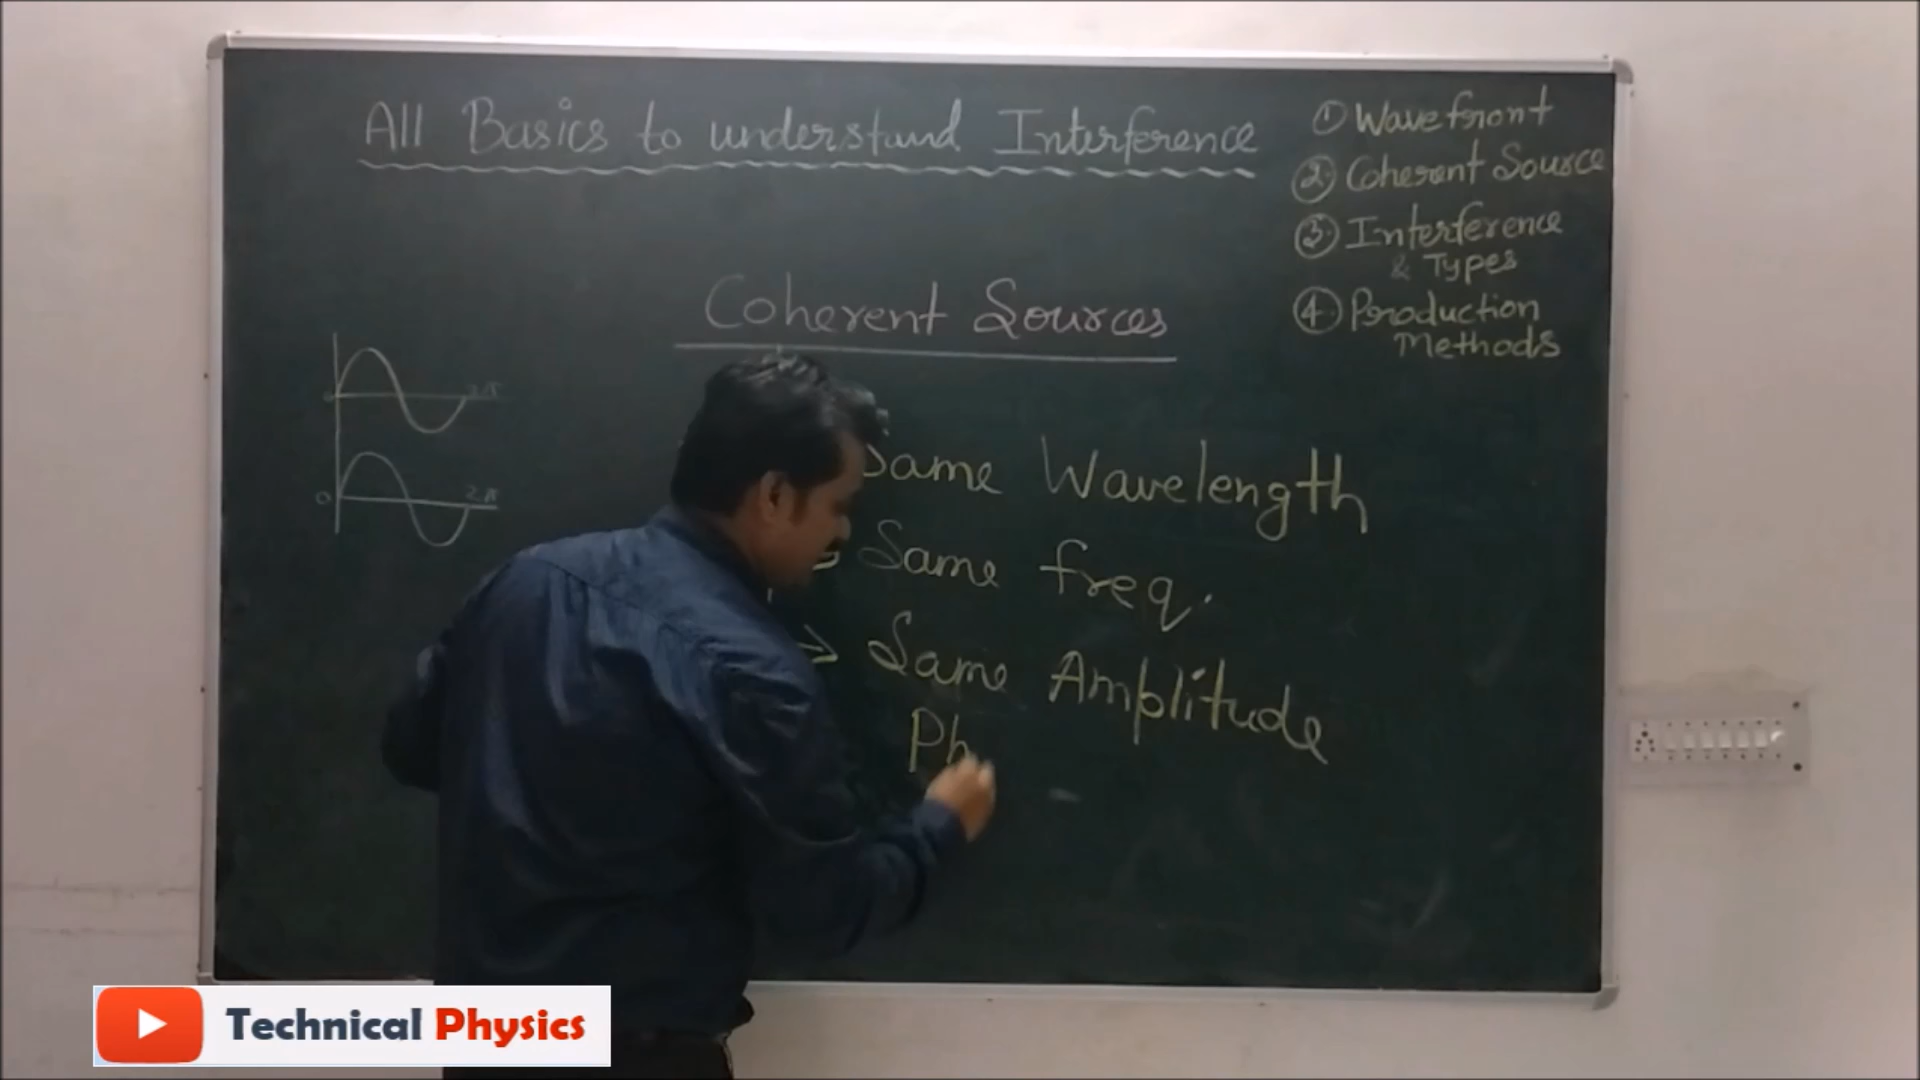 All Basics to understand Interference
① Wavefront
② Coherent Source
③ Interference
& Types
④ Production
Methods
Coherent Sources
2π
0 2π
Same Wavelength
→ Same freq.
→ Same Amplitude
Ph
Technical Physics